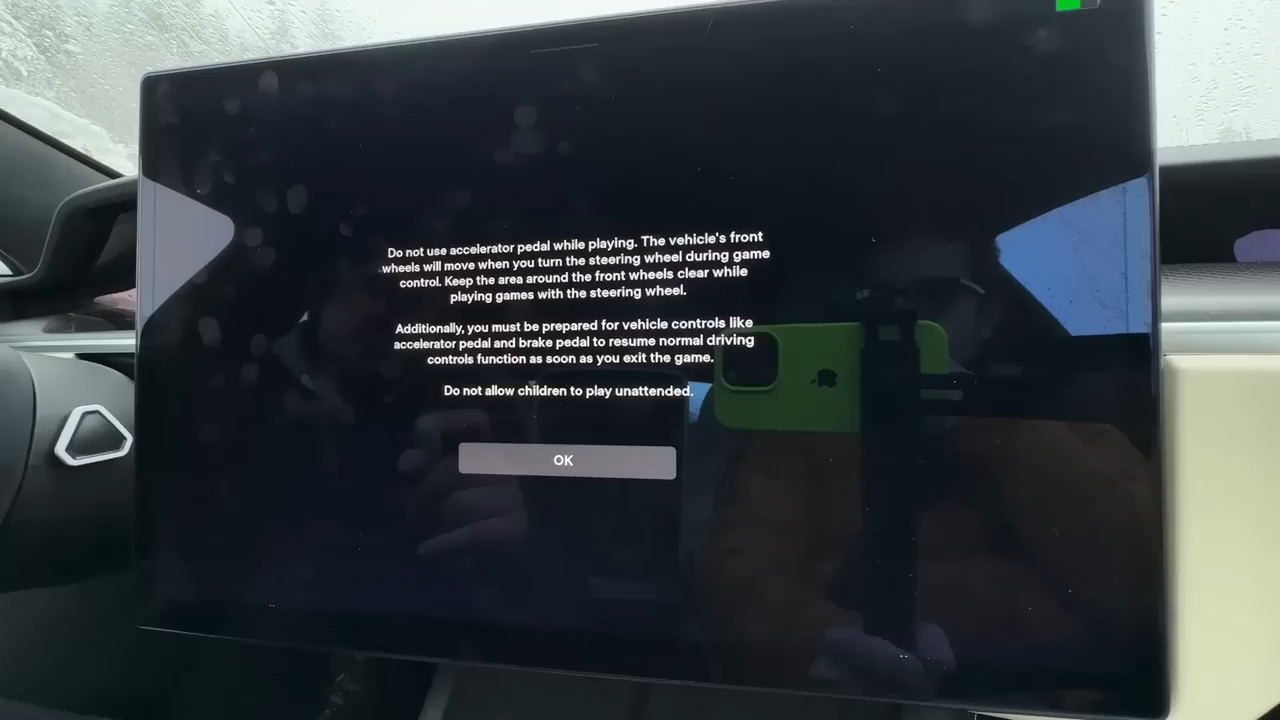 Do not use accelerator pedal while playing. The vehicle's front
wheels will move when you turn the steering wheel during game
control. Keep the area around the front wheels clear while
playing games with the steering wheel.
Additionally, you must be prepared for vehicle controls like
accelerator pedal and brake pedal to resume normal driving
controls function as soon as you exit the game.
Do not allow children to play unattended.
OK